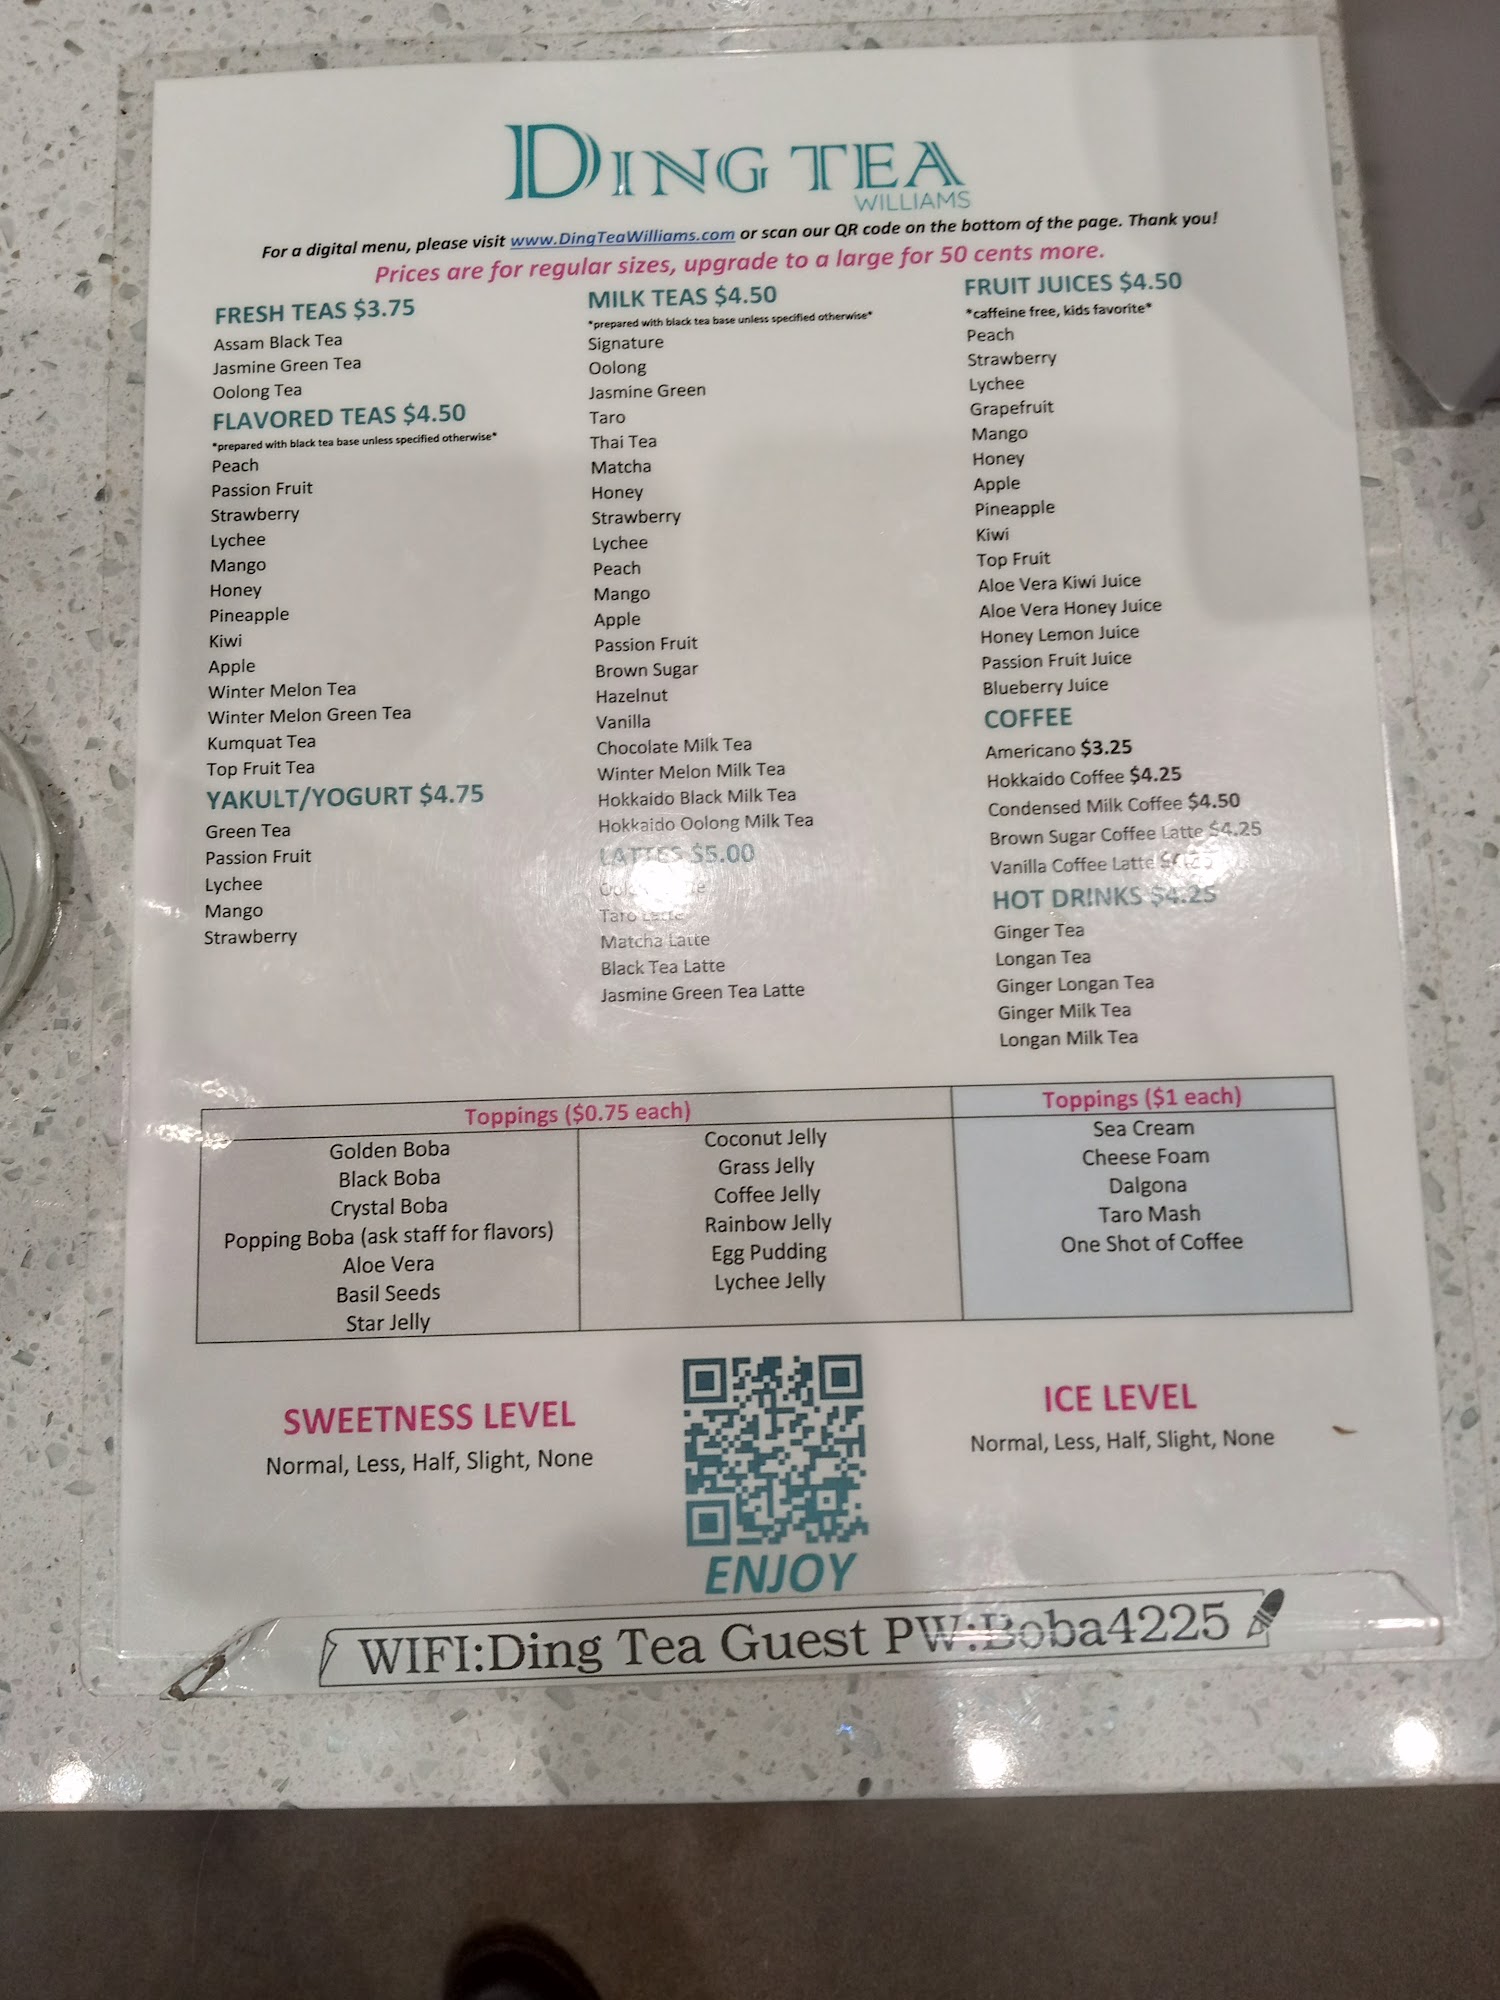 DING TEA
WILLIAMS
For a digital menu, please visit www.DingTeaWilliams.com or scan our QR code on the bottom of the page. Thank you!
Prices are for regular sizes, upgrade to a large for 50 cents more.
FRESH TEAS $3.75
Assam Black Tea
Jasmine Green Tea
Oolong Tea
FLAVORED TEAS $4.50
*prepared with black tea base unless specified otherwise*
Peach
Passion Fruit
Strawberry
Lychee
Mango
Honey
Pineapple
Kiwi
Apple
Winter Melon Tea
Winter Melon Green Tea
Kumquat Tea
Top Fruit Tea
YAKULT/YOGURT $4.75
Green Tea
Passion Fruit
Lychee
Mango
Strawberry
MILK TEAS $4.50
*prepared with black tea base unless specified otherwise*
Signature
Oolong
Jasmine Green
Taro
Thai Tea
Matcha
Honey
Strawberry
Lychee
Peach
Mango
Apple
Passion Fruit
Brown Sugar
Hazelnut
Vanilla
Chocolate Milk Tea
Winter Melon Milk Tea
Hokkaido Black Milk Tea
Hokkaido Oolong Milk Tea
LATTES $5.00
Taro Latte
Matcha Latte
Black Tea Latte
Jasmine Green Tea Latte
FRUIT JUICES $4.50
*caffeine free, kids favorite*
Peach
Strawberry
Lychee
Grapefruit
Mango
Honey
Apple
Pineapple
Kiwi
Top Fruit
Aloe Vera Kiwi Juice
Aloe Vera Honey Juice
Honey Lemon Juice
Passion Fruit Juice
Blueberry Juice
COFFEE
Americano $3.25
Hokkaido Coffee $4.25
Condensed Milk Coffee $4.50
Brown Sugar Coffee Latte $4.25
Vanilla Coffee Latte
HOT DRINKS $4.25
Ginger Tea
Longan Tea
Ginger Longan Tea
Ginger Milk Tea
Longan Milk Tea
Toppings ($0.75 each)
Golden Boba
Black Boba
Crystal Boba
Popping Boba (ask staff for flavors)
Aloe Vera
Basil Seeds
Star Jelly
Coconut Jelly
Grass Jelly
Coffee Jelly
Rainbow Jelly
Egg Pudding
Lychee Jelly
Toppings ($1 each)
Sea Cream
Cheese Foam
Dalgona
Taro Mash
One Shot of Coffee
SWEETNESS LEVEL
Normal, Less, Half, Slight, None
ICE LEVEL
Normal, Less, Half, Slight, None
ENJOY
WIFI:Ding Tea Guest PW:Boba4225